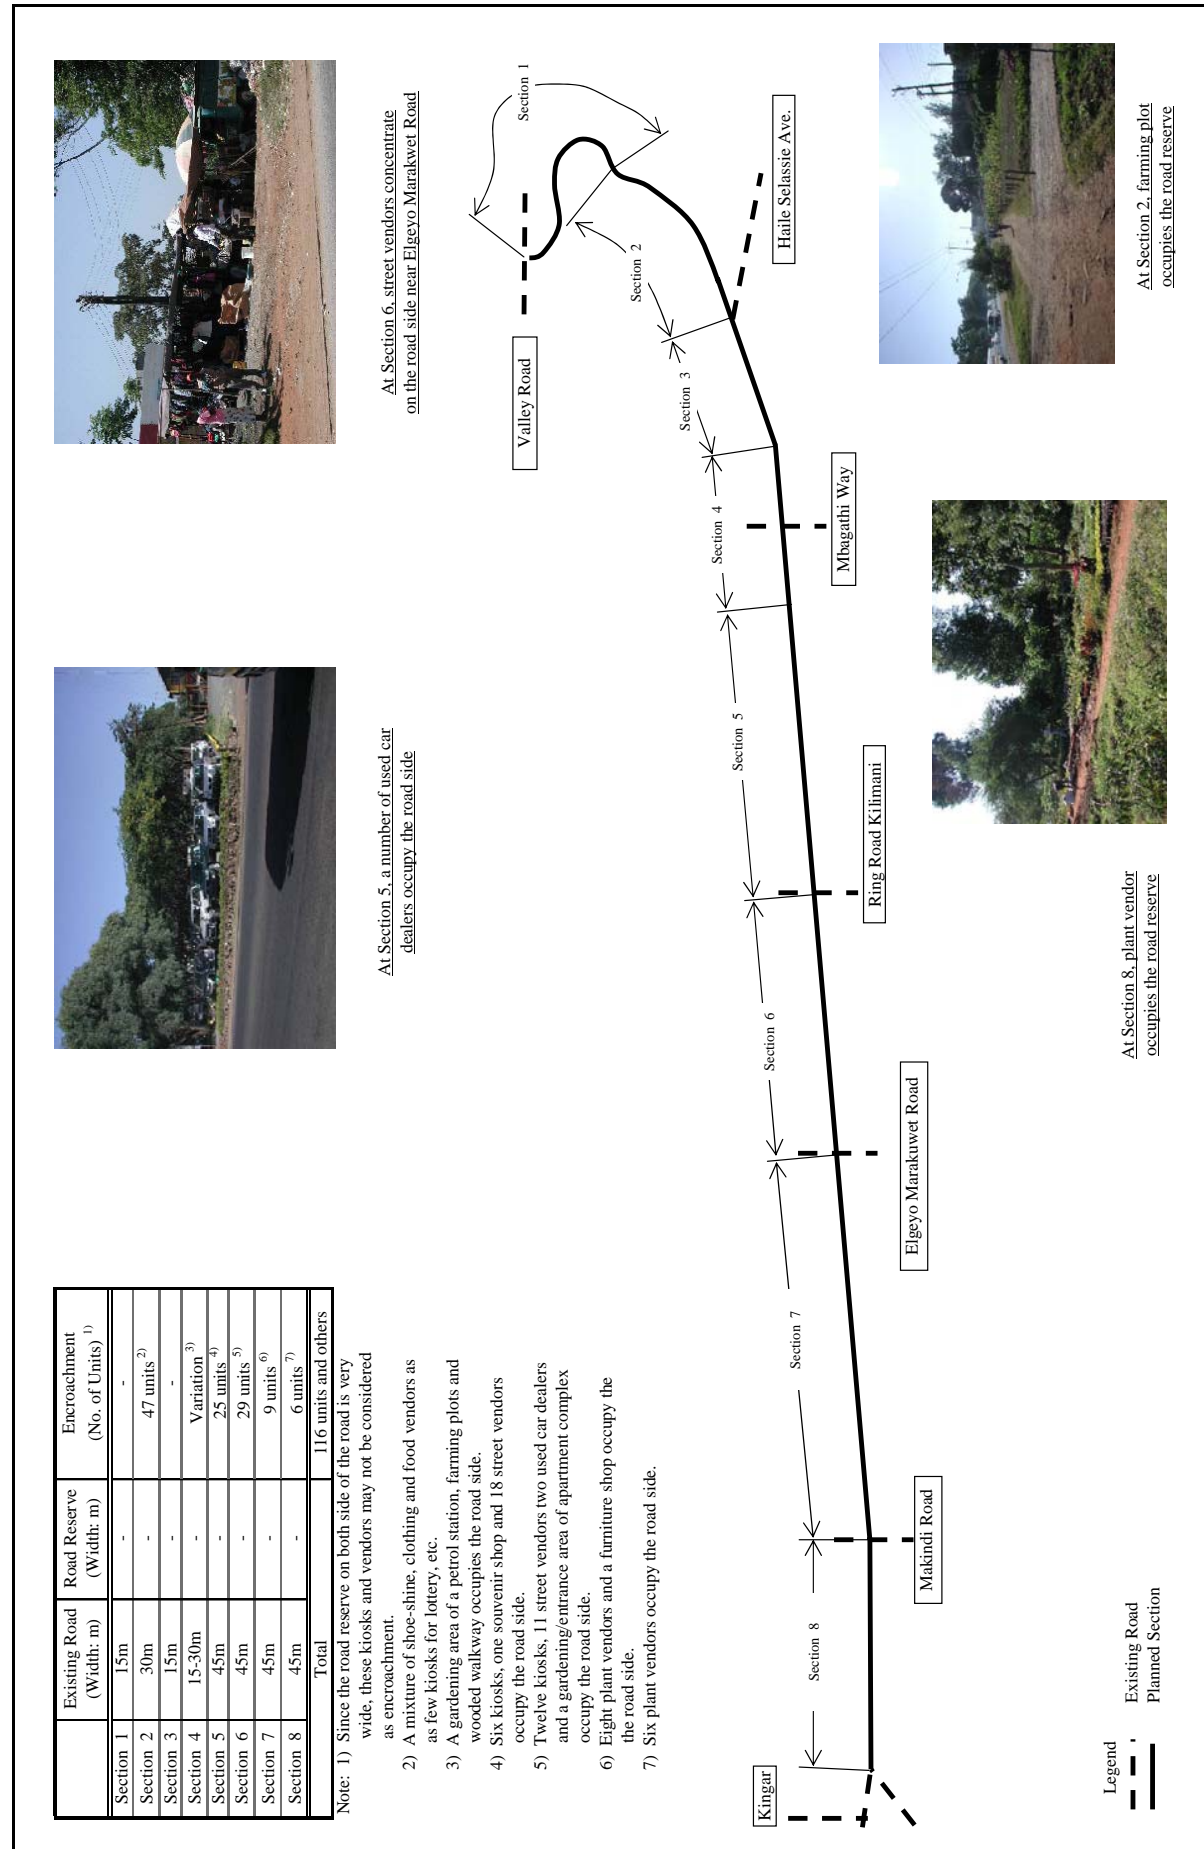 Existing Road (Width: m) Road Reserve (Width: m) Encroachment (No. of Units) 1)
Section 1 15m - -
Section 2 30m - 47 units 2)
Section 3 15m - -
Section 4 15-30m - Variation 3)
Section 5 45m - 25 units 4)
Section 6 45m - 29 units 5)
Section 7 45m - 9 units 6)
Section 8 45m - 6 units 7)
Total 116 units and others
Note: 1) Since the road reserve on both side of the road is very
wide, these kiosks and vendors may not be considered
as encroachment.
2) A mixture of shoe-shine, clothing and food vendors as
as few kiosks for lottery, etc.
3) A gardening area of a petrol station, farming plots and
wooded walkway occupies the road side.
4) Six kiosks, one souvenir shop and 18 street vendors
occupy the road side.
5) Twelve kiosks, 11 street vendors two used car dealers
and a gardening/entrance area of apartment complex
occupy the road side.
6) Eight plant vendors and a furniture shop occupy the
the road side.
7) Six plant vendors occupy the road side.
At Section 5, a number of used car
dealers occupy the road side
At Section 6, street vendors concentrate
on the road side near Elgeyo Marakwet Road
Section 1
Section 2
Section 3
Section 4
Section 5
Section 6
Section 7
Section 8
Valley Road
Haile Selassie Ave.
Mbagathi Way
Ring Road Kilimani
Elgeyo Marakuwet Road
Makindi Road
Kingar
At Section 8, plant vendor
occupies the road reserve
At Section 2, farming plot
occupies the road reserve
Legend
Existing Road
Planned Section